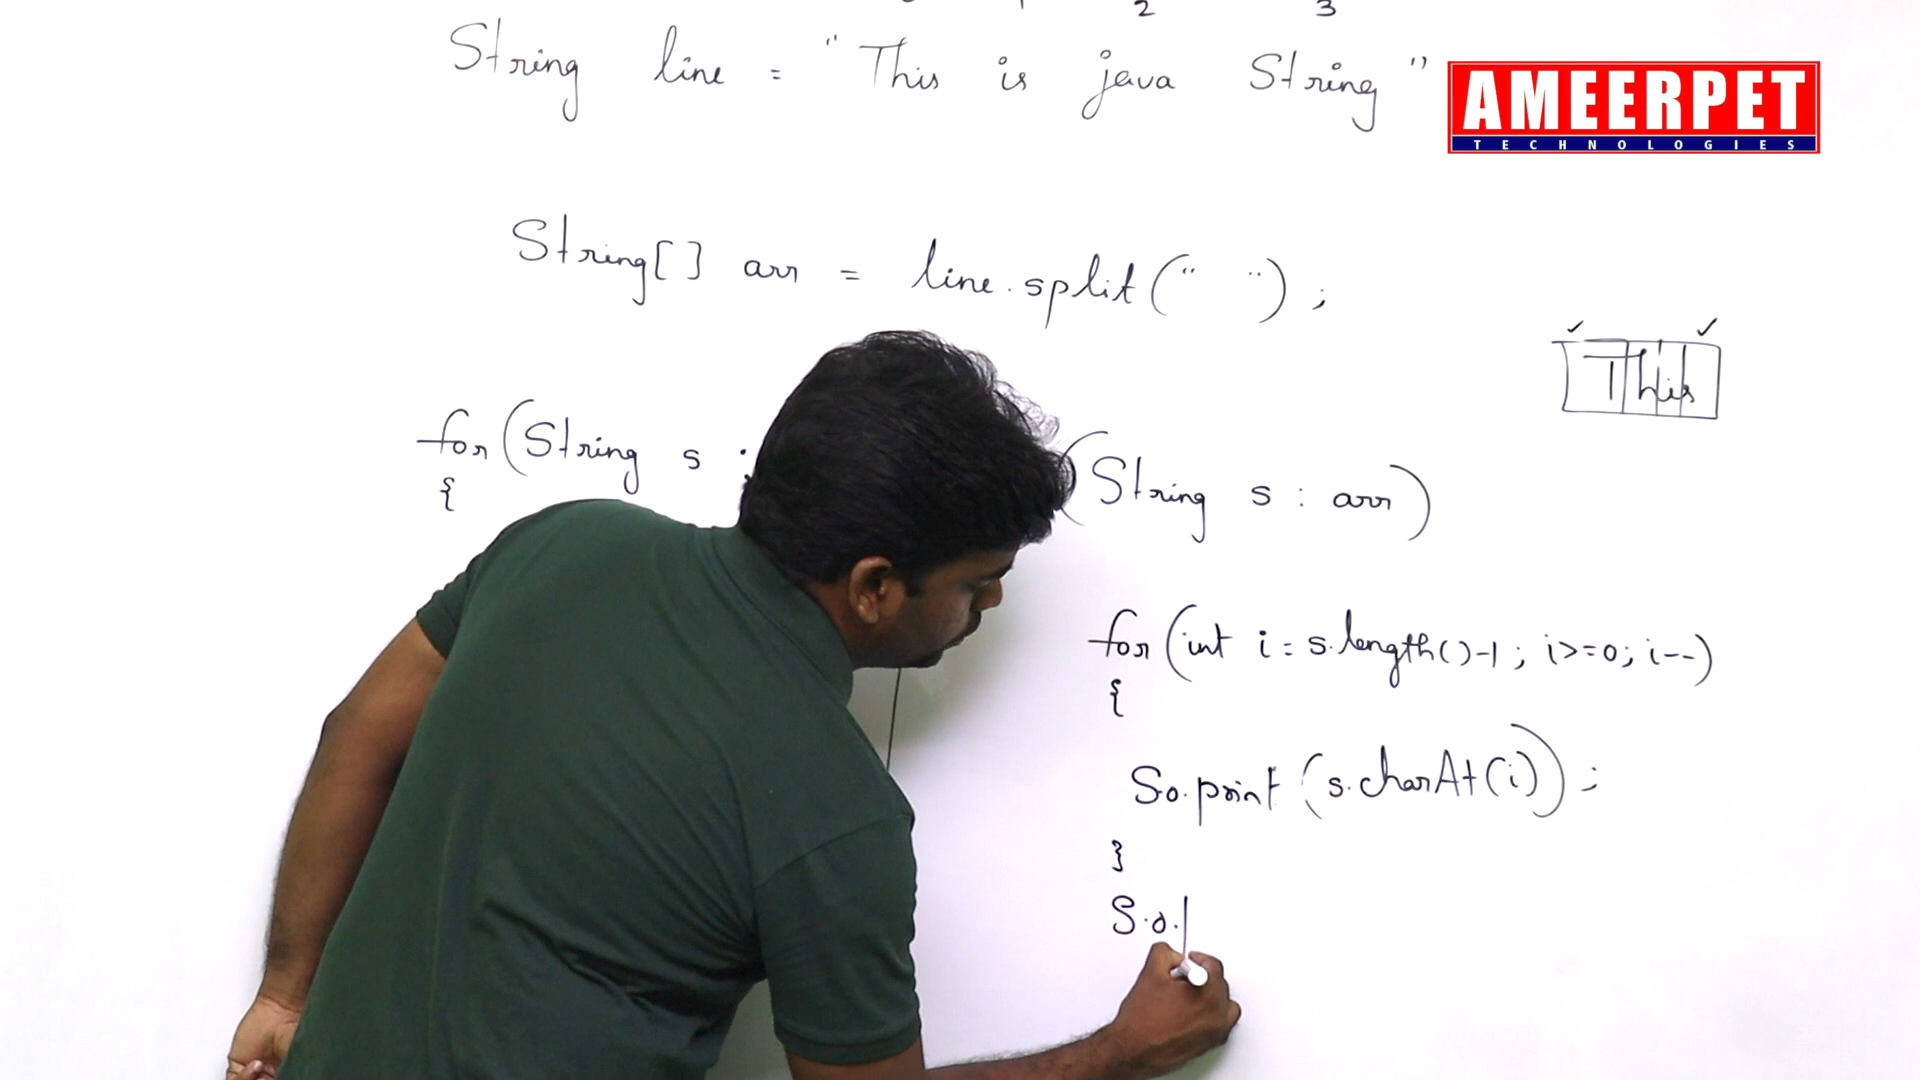 2 3
String line = "This is java String"
AMEERPET
TECHNOLOGIES
String[] arr = line.split(" ");
This
for(String s :
{
(String s : arr)
for(int i = s.length()-1; i>=0; i--)
{
S.o.print(s.charAt(i));
}
S.o.